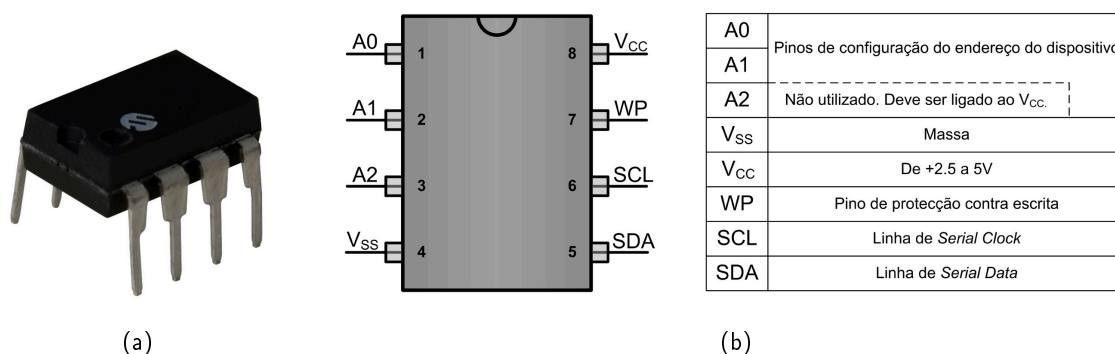 A0 1 8 VCC
A1 2 7 WP
A2 3 6 SCL
VSS 4 5 SDA
A0 Pinos de configuração do endereço do dispositivo
A1
A2 Não utilizado. Deve ser ligado ao VCC.
VSS Massa
VCC De +2.5 a 5V
WP Pino de protecção contra escrita
SCL Linha de Serial Clock
SDA Linha de Serial Data
(a) (b)